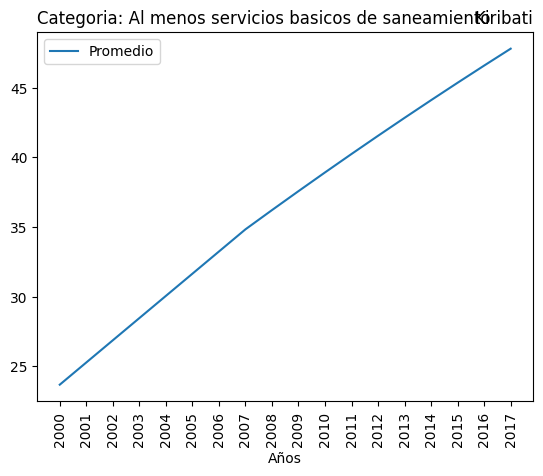 Categoria: Al menos servicios basicos de saneamiento Kiribati
Promedio
45
40
35
30
25
2000 2001 2002 2003 2004 2005 2006 2007 2008 2009 2010 2011 2012 2013 2014 2015 2016 2017
Años